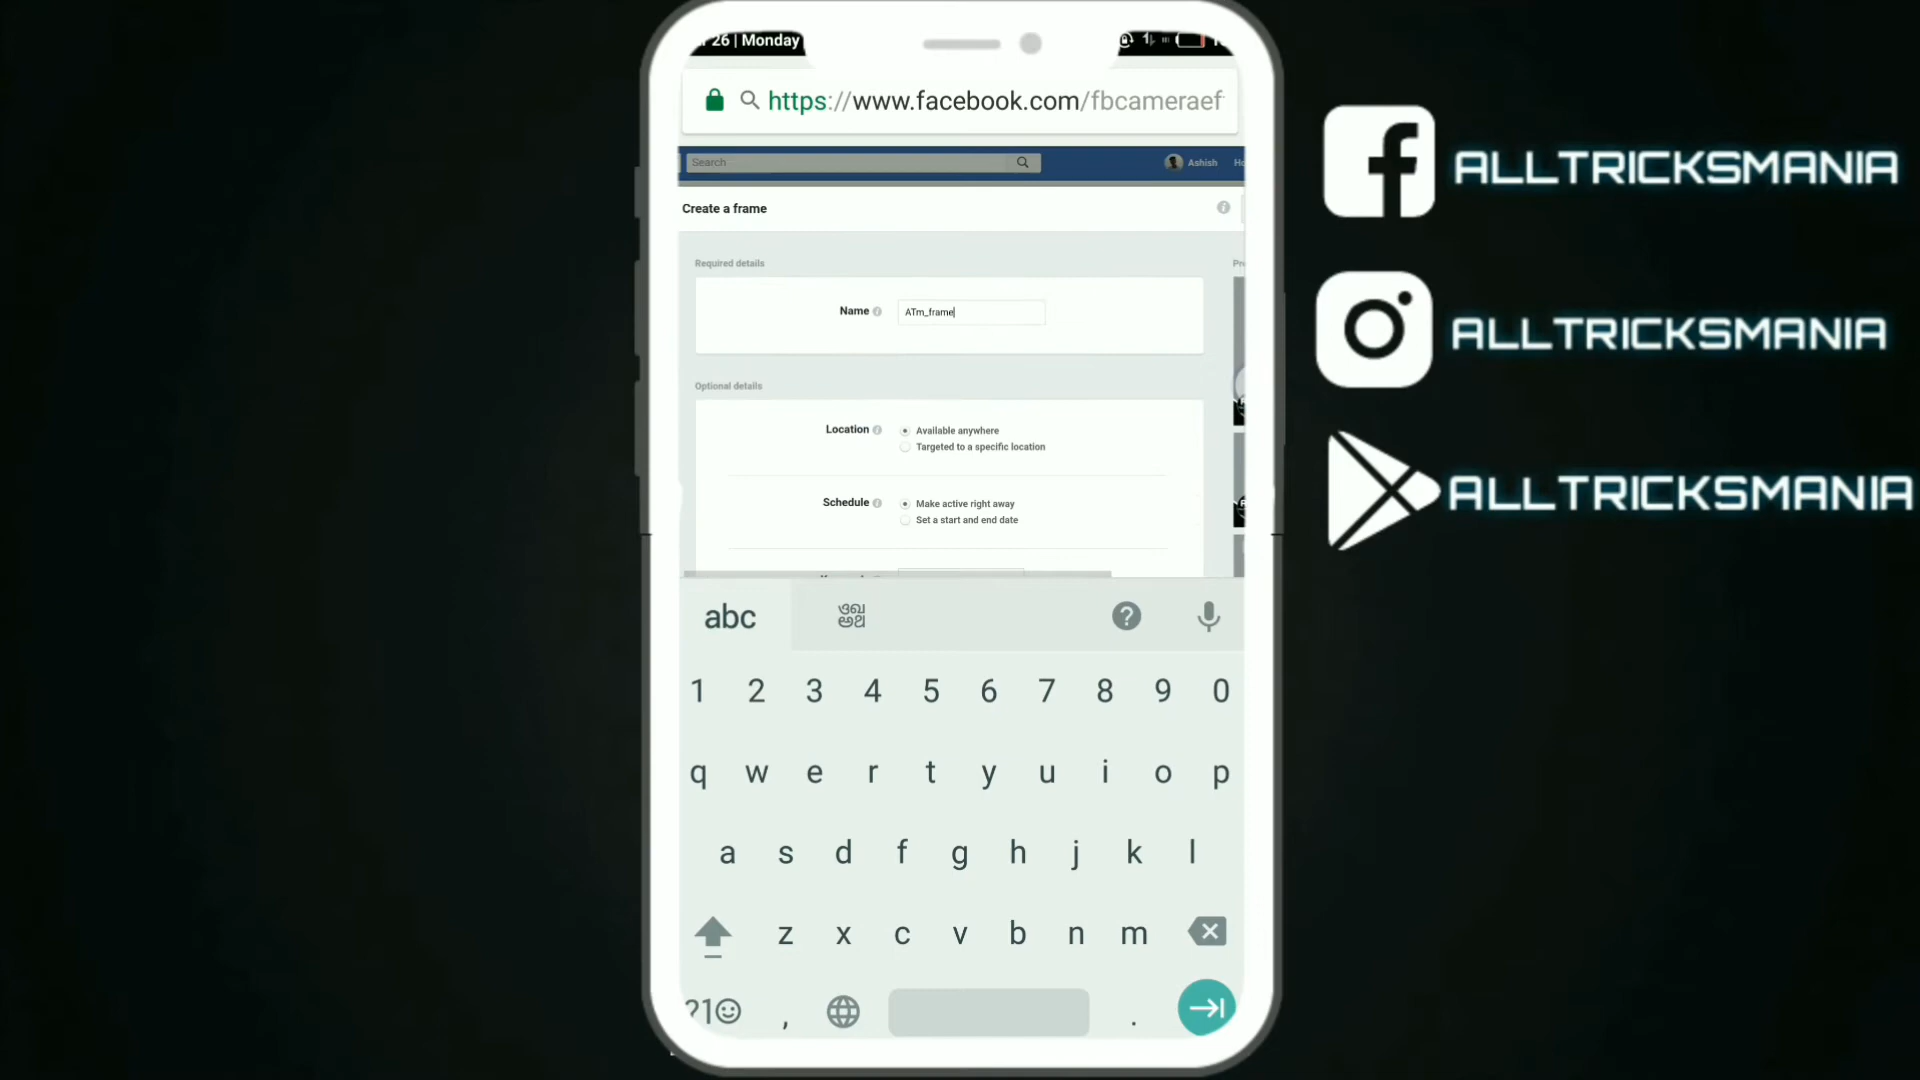 26 | Monday
https://www.facebook.com/fbcameraef
Search
Ashish
Create a frame
Required details
Name
ATm_frame
Optional details
Location
Available anywhere
Targeted to a specific location
Schedule
Make active right away
Set a start and end date
abc
1 2 3 4 5 6 7 8 9 0
q w e r t y u i o p
a s d f g h j k l
z x c v b n m
?1☺ , .
ALLTRICKSMANIA
ALLTRICKSMANIA
ALLTRICKSMANIA